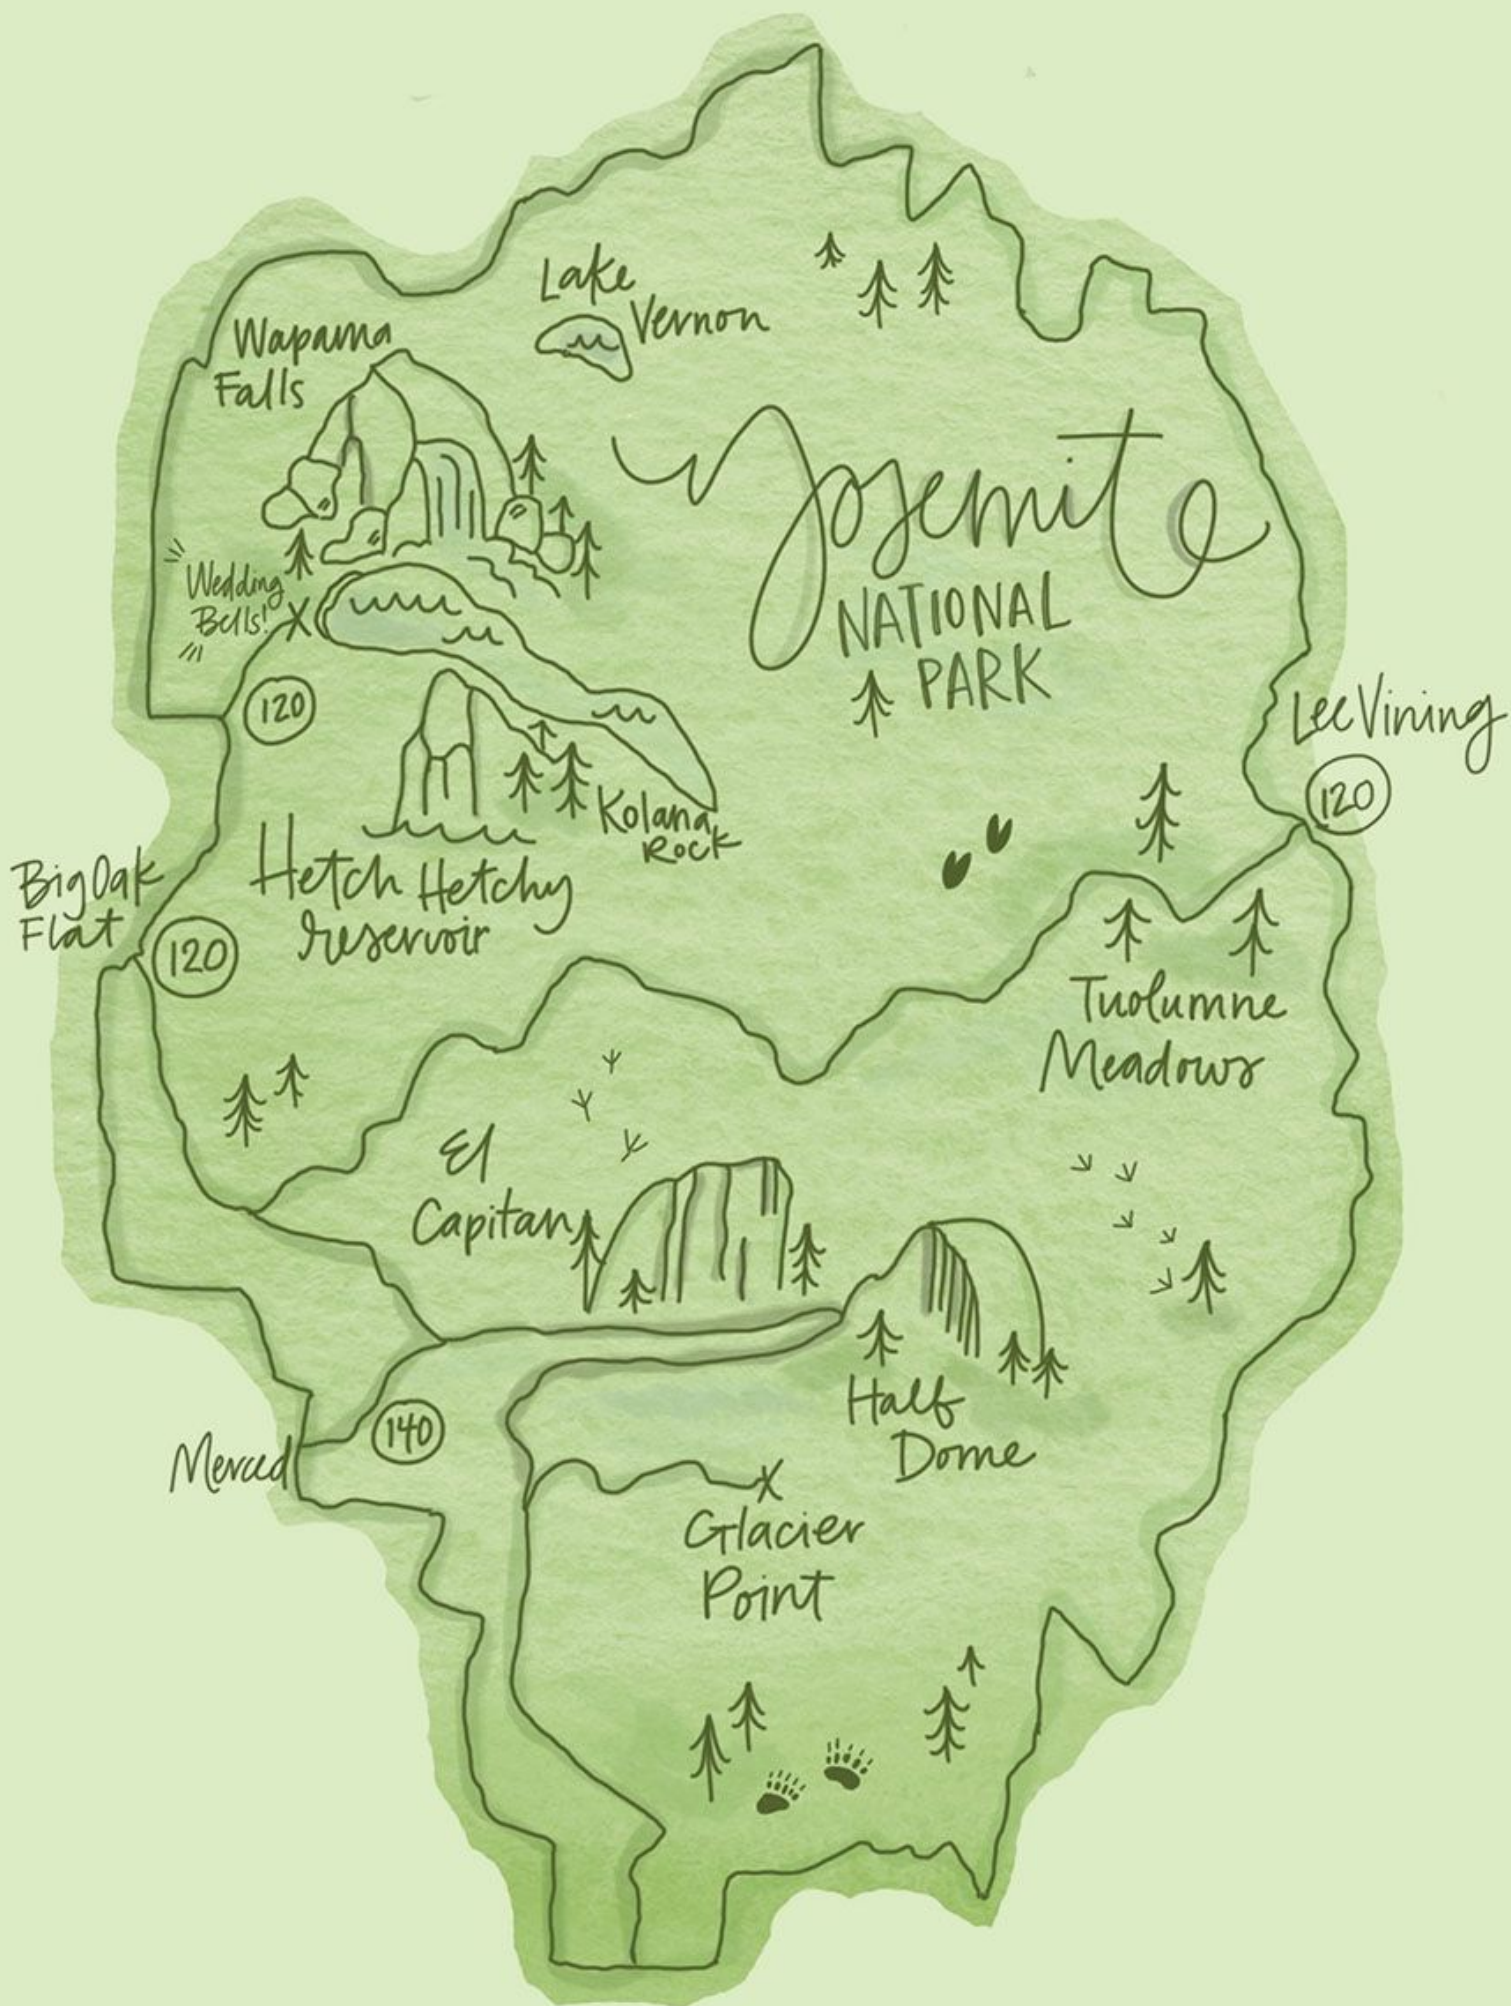 Lake
Vernon
Wapama
Falls
Yosemite
NATIONAL
PARK
Wedding
Bells!
X
120
Lee Vining
120
Kolana
Rock
Hetch Hetchy
reservoir
Big Oak
Flat
120
Tuolumne
Meadows
El
Capitan
Half
Dome
140
Merced
X
Glacier
Point